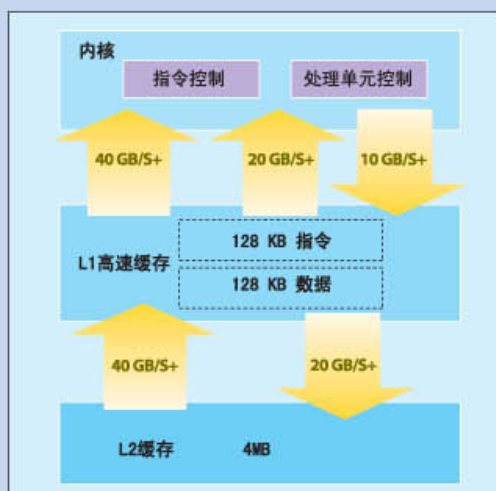 内核
指令控制 处理单元控制
40 GB/S+ 20 GB/S+ 10 GB/S+
128 KB 指令
L1高速缓存
128 KB 数据
40 GB/S+ 20 GB/S+
L2缓存 4MB